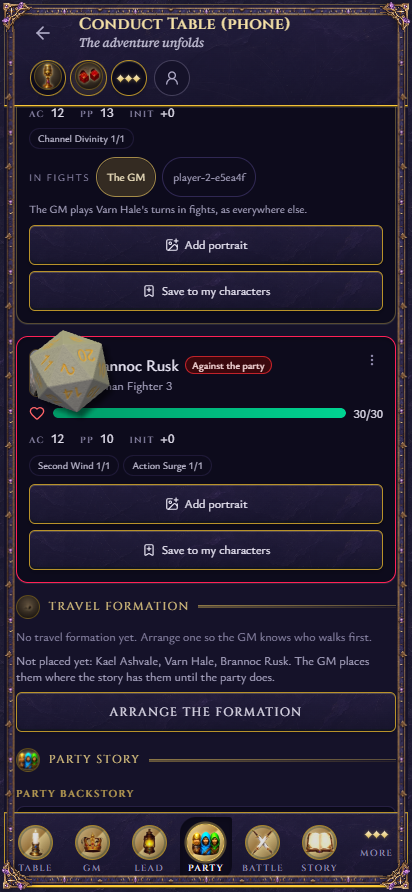 Conduct Table (phone)
The adventure unfolds
AC 12 PP 13 INIT +0
Channel Divinity 1/1
IN FIGHTS The GM player-2-e5ea4f
The GM plays Varn Hale's turns in fights, as everywhere else.
Add portrait
Save to my characters
annoc Rusk Against the party
an Fighter 3
30/30
AC 12 PP 10 INIT +0
Second Wind 1/1 Action Surge 1/1
Add portrait
Save to my characters
TRAVEL FORMATION
No travel formation yet. Arrange one so the GM knows who walks first.
Not placed yet: Kael Ashvale, Varn Hale, Brannoc Rusk. The GM places
them where the story has them until the party does.
ARRANGE THE FORMATION
PARTY STORY
PARTY BACKSTORY
TABLE GM LEAD PARTY BATTLE STORY MORE